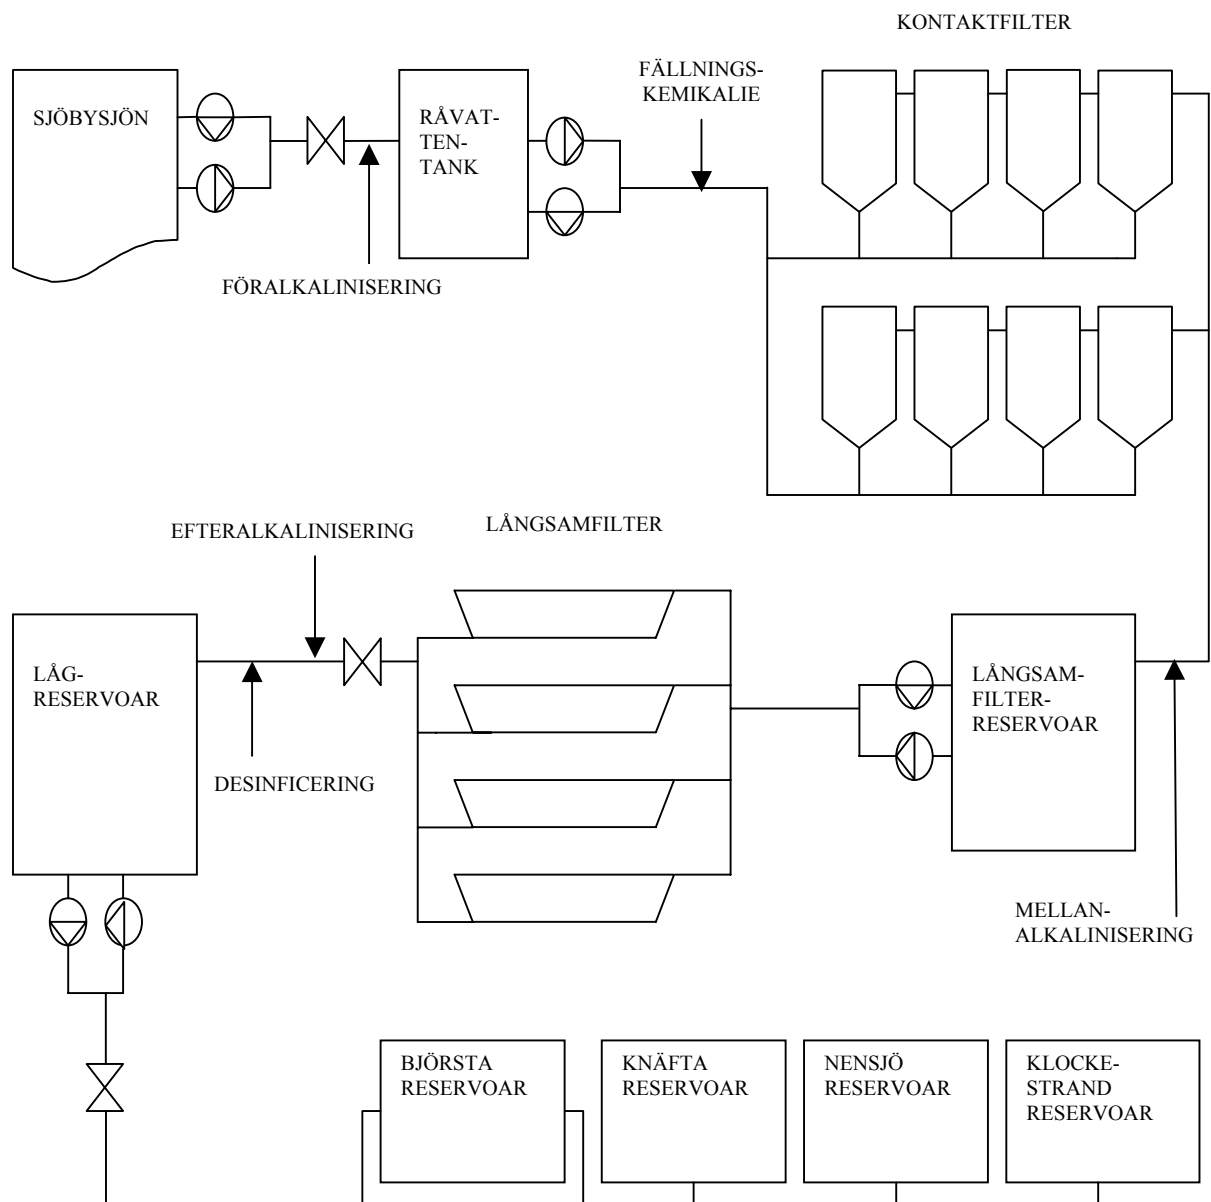 KONTAKTFILTER
SJÖBYSJÖN
RÅVAT-
TEN-
TANK
FÄLLNINGS-
KEMIKALIE
FÖRALKALINISERING
EFTERALKALINISERING
LÅNGSAMFILTER
LÅG-
RESERVOAR
DESINFICERING
LÅNGSAM-
FILTER-
RESERVOAR
MELLAN-
ALKALINISERING
BJÖRSTA
RESERVOAR
KNÄFTA
RESERVOAR
NENSJÖ
RESERVOAR
KLOCKE-
STRAND
RESERVOAR